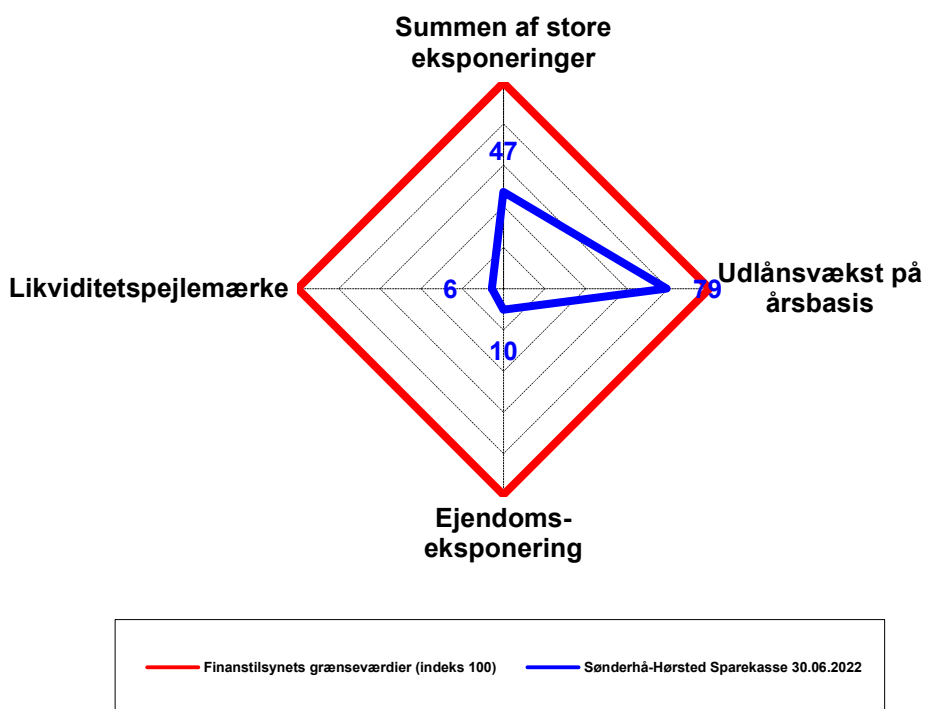 Summen af store
eksponeringer
47
Likviditetspejlemærke
6
79
Udlånsvækst på
årsbasis
10
Ejendoms-
eksponering
Finanstilsynets grænseværdier (indeks 100)
Sønderhå-Hørsted Sparekasse 30.06.2022